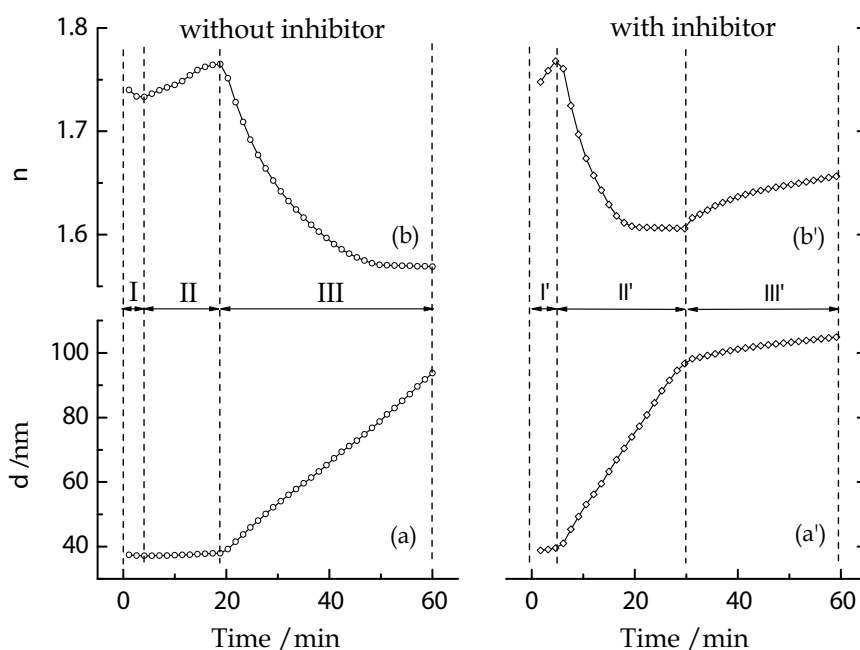 without inhibitor
with inhibitor
1.8
1.7
1.6
n
(b)
(b')
I
II
III
I'
II'
III'
100
80
60
40
d /nm
(a)
(a')
0
20
40
60
0
20
40
60
Time /min
Time /min